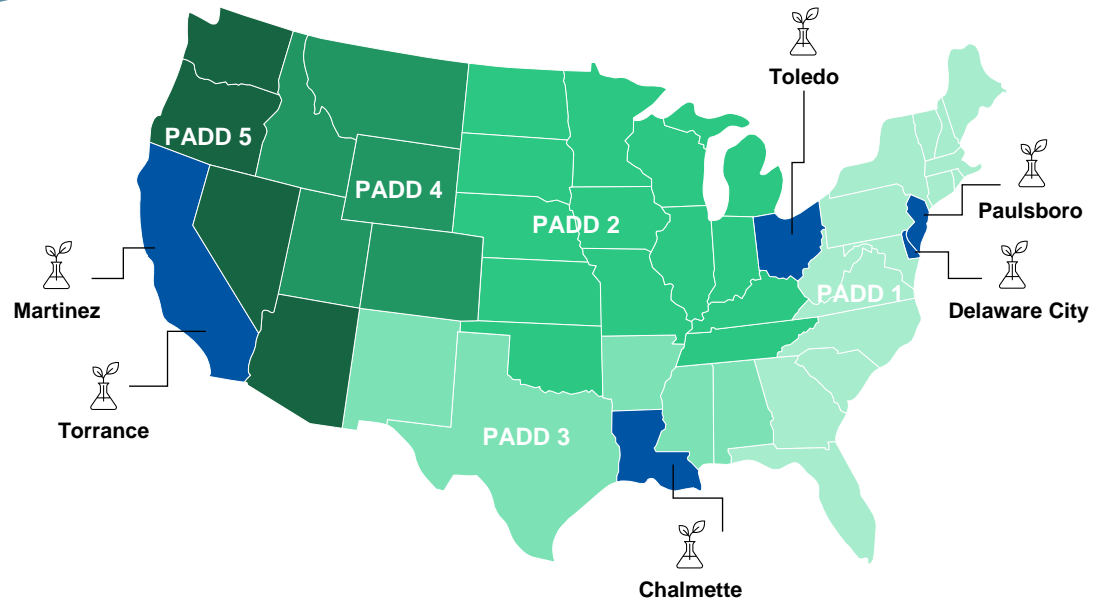 Toledo
PADD 5
Paulsboro
PADD 4
PADD 2
PADD 1
Martinez
Delaware City
Torrance
PADD 3
Chalmette